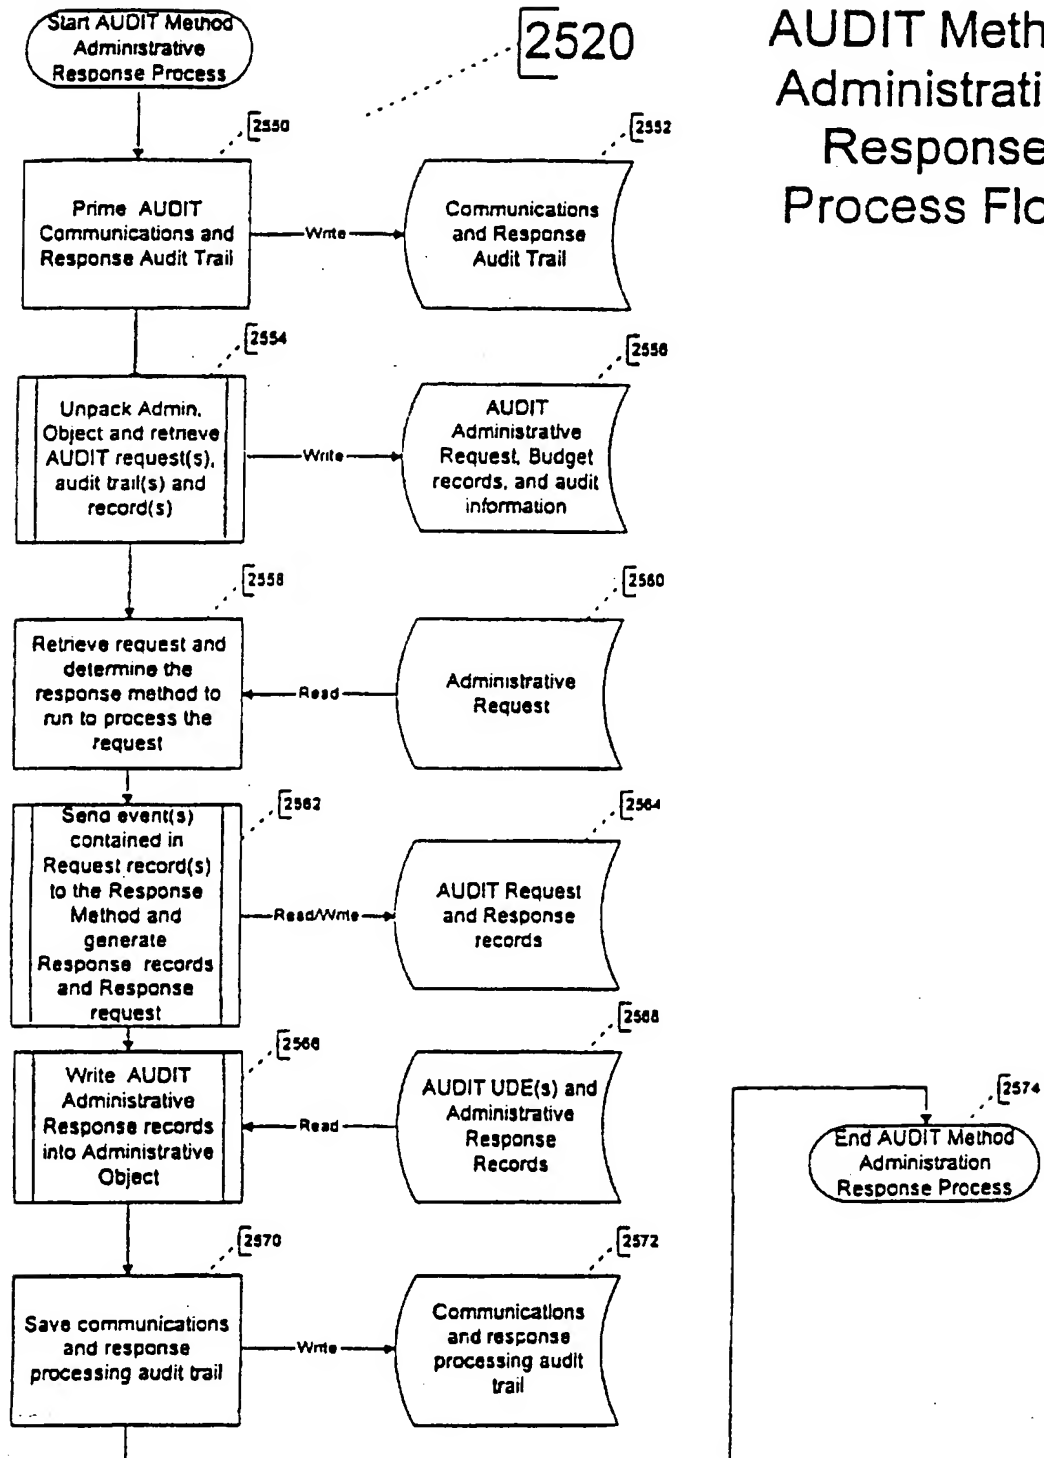 Start AUDIT Method
Administrative
Response Process
2520
AUDIT Meth
Administrati
Response
Process Flo
2550
Prime AUDIT
Communications and
Response Audit Trail
Write
2552
Communications
and Response
Audit Trail
2554
Unpack Admin.
Object and retrieve
AUDIT request(s),
audit trail(s) and
record(s)
Write
2556
AUDIT
Administrative
Request, Budget
records, and audit
information
2558
Retrieve request and
determine the
response method to
run to process the
request
Read
2560
Administrative
Request
2562
Send event(s)
contained in
Request record(s)
to the Response
Method and
generate
Response records
and Response
request
Read/Write
2564
AUDIT Request
and Response
records
2566
Write AUDIT
Administrative
Response records
into Administrative
Object
Read
2568
AUDIT UDE(s) and
Administrative
Response
Records
2570
Save communications
and response
processing audit trail
Write
2572
Communications
and response
processing audit
trail
2574
End AUDIT Method
Administration
Response Process